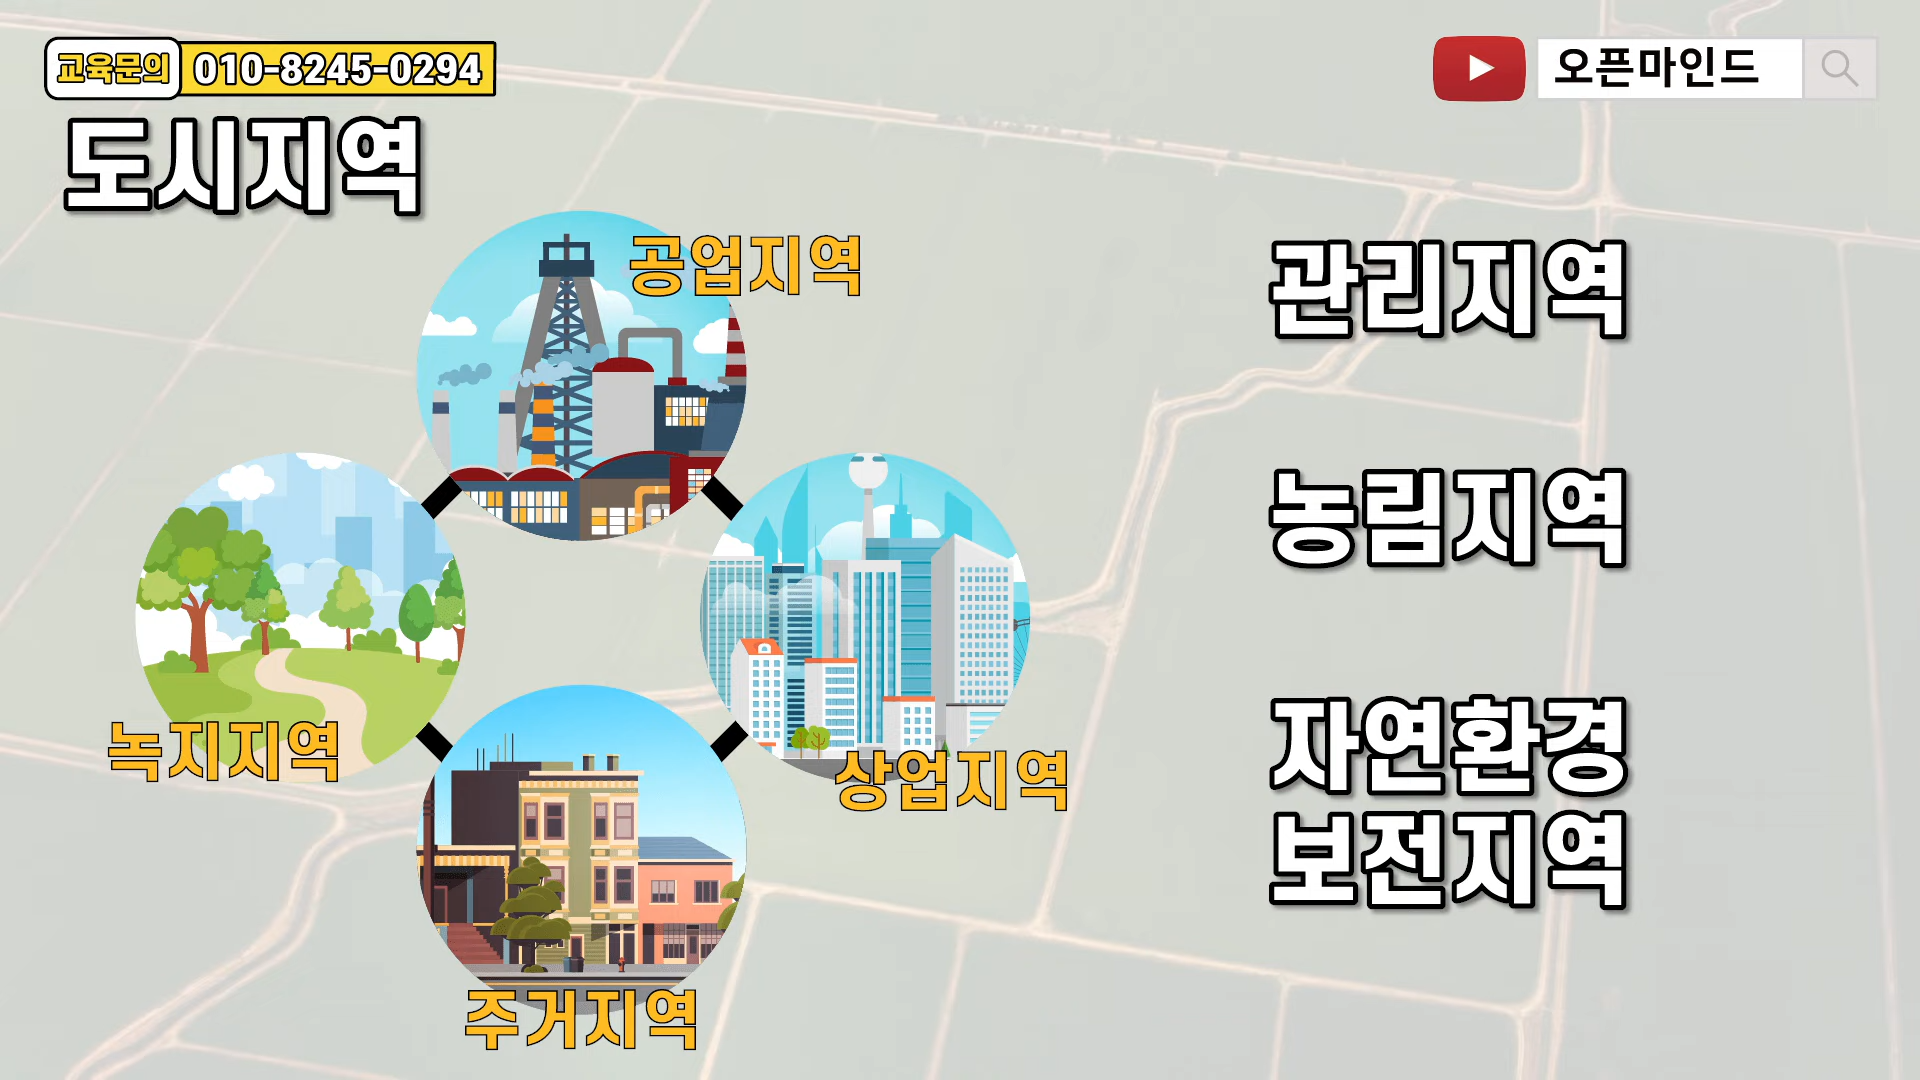 교육문의 010-8245-0294
오픈마인드
도시지역
공업지역
녹지지역
상업지역
주거지역
관리지역
농림지역
자연환경
보전지역